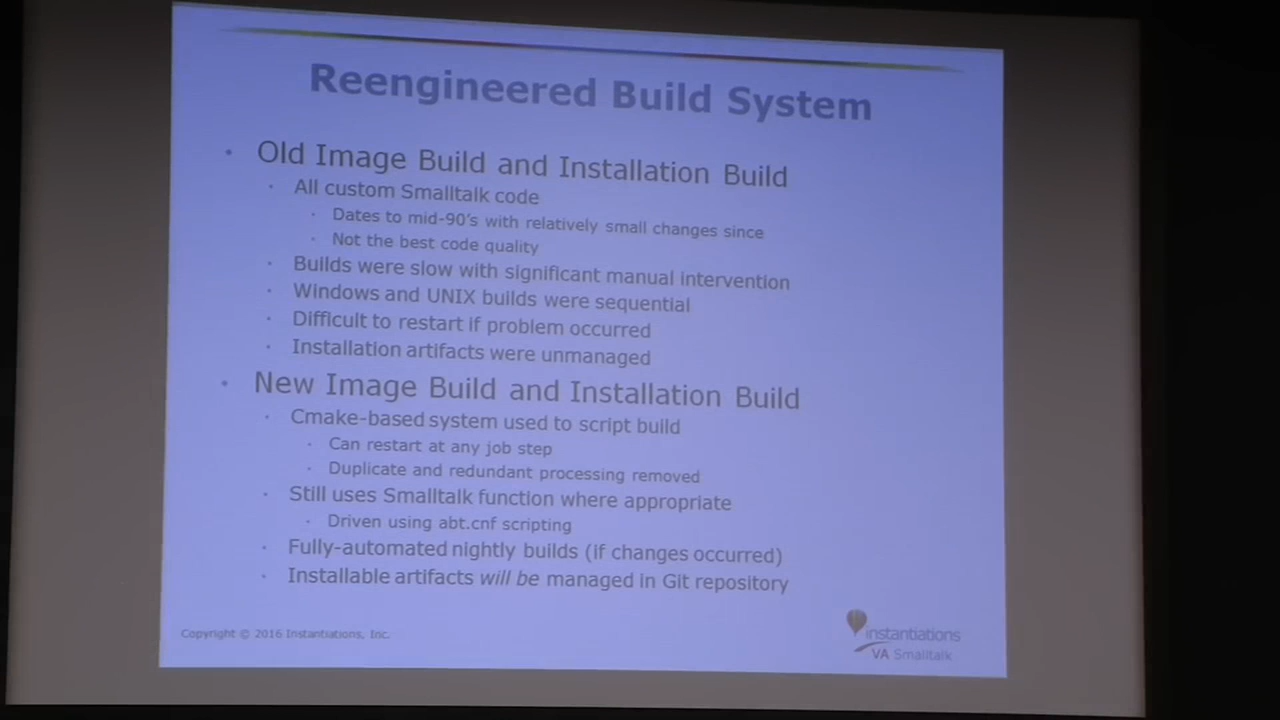 Reengineered Build System
• Old Image Build and Installation Build
• All custom Smalltalk code
• Dates to mid-90's with relatively small changes since
• Not the best code quality
• Builds were slow with significant manual intervention
• Windows and UNIX builds were sequential
• Difficult to restart if problem occurred
• Installation artifacts were unmanaged
• New Image Build and Installation Build
• Cmake-based system used to script build
• Can restart at any job step
• Duplicate and redundant processing removed
• Still uses Smalltalk function where appropriate
• Driven using abt.cnf scripting
• Fully-automated nightly builds (if changes occurred)
• Installable artifacts will be managed in Git repository
Copyright © 2016 Instantiations, Inc.
instantiations
VA Smalltalk